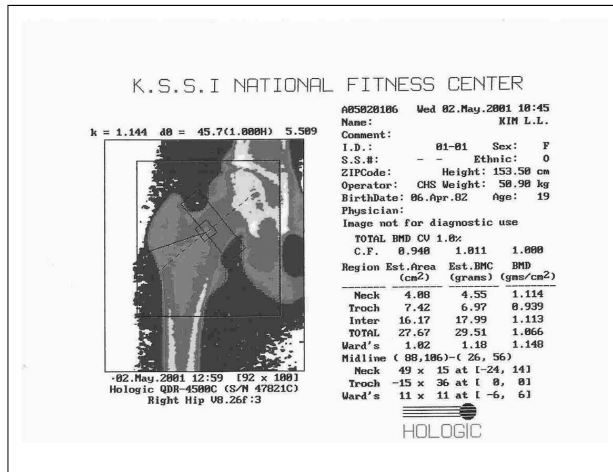 K.S.S.I NATIONAL FITNESS CENTER
k = 1.144 d0 = 45.7(1.000H) 5.509
·02.May.2001 12:59 [92 x 100]
Hologic QDR-4500C (S/N 47821C)
Right Hip V8.26f:3
A05020106 Wed 02.May.2001 10:45
Name: KIM L.L.
Comment:
I.D.: 01-01 Sex: F
S.S.#: - - Ethnic: O
ZIPCode: Height: 153.50 cm
Operator: CHS Weight: 50.90 kg
BirthDate: 06.Apr.82 Age: 19
Physician:
Image not for diagnostic use
TOTAL BMD CV 1.0%
C.F. 0.940 1.011 1.000
Region Est.Area Est.BMC BMD
(cm2) (grams) (gms/cm2)
Neck 4.08 4.55 1.114
Troch 7.42 6.97 0.939
Inter 16.17 17.99 1.113
TOTAL 27.67 29.51 1.066
Ward's 1.02 1.18 1.148
Midline ( 88,106)-( 26, 56)
Neck 49 x 15 at [-24, 14]
Troch -15 x 36 at [ 0, 0]
Ward's 11 x 11 at [ -6, 6]
HOLOGIC